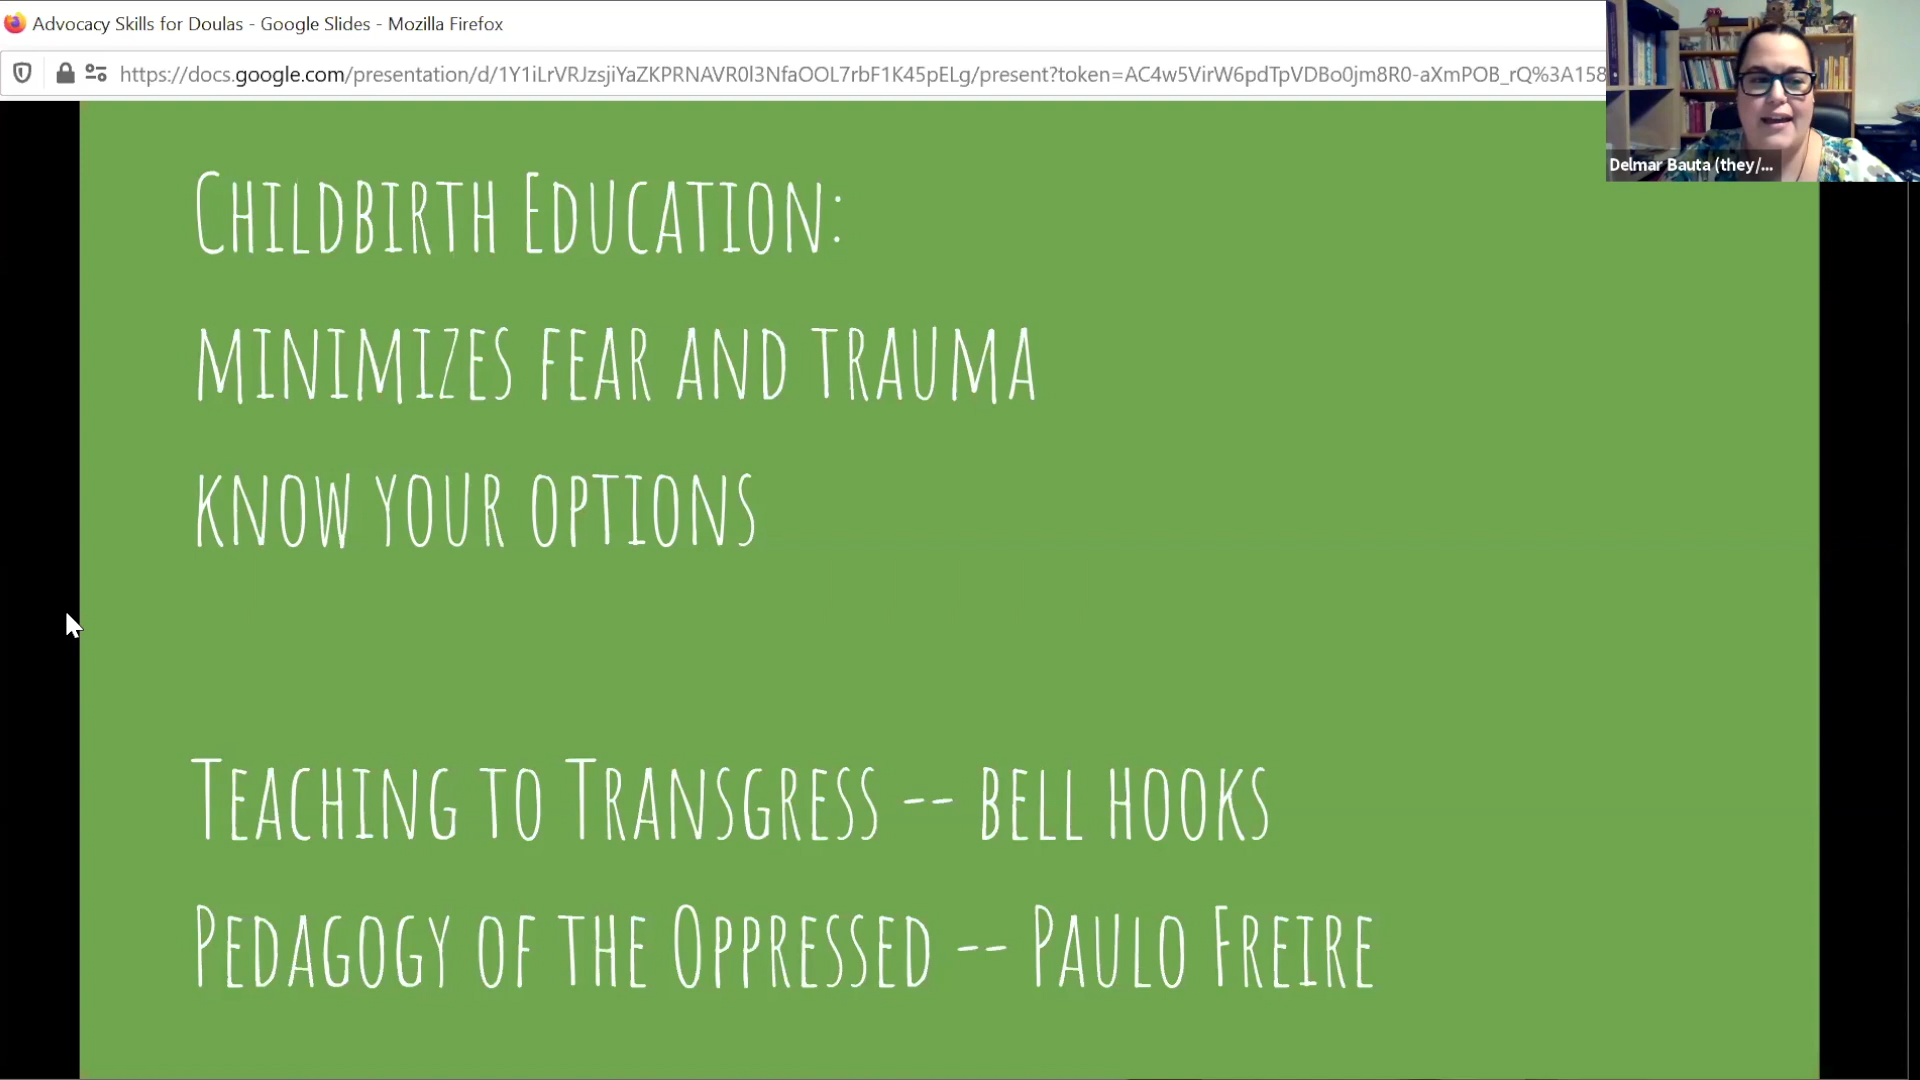 Advocacy Skills for Doulas - Google Slides - Mozilla Firefox
https://docs.google.com/presentation/d/1Y1iLrVRJzsjiYaZKPRNAVR0l3NfaOOL7rbF1K45pELg/present?token=AC4w5VirW6pdTpVDBo0jm8R0-aXmPOB_rQ%3A158
Delmar Bauta (they/...
Childbirth Education:
minimizes fear and trauma
know your options
Teaching to Transgress -- bell hooks
Pedagogy of the Oppressed -- Paulo Freire